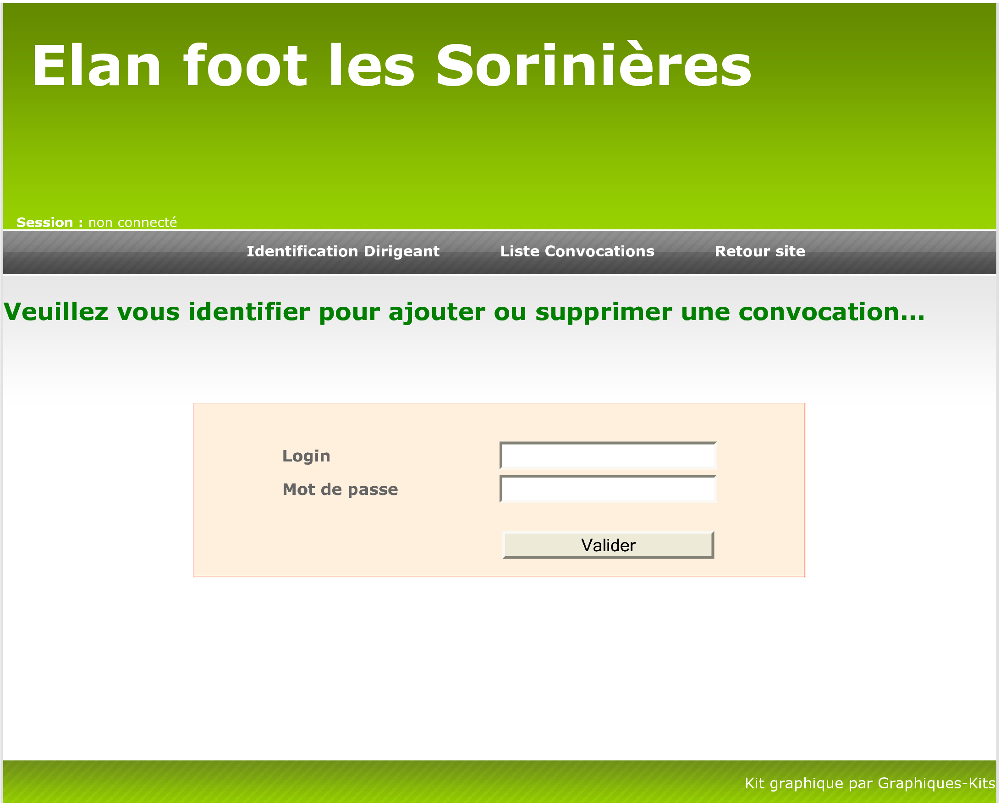 Elan foot les Sorinières
Session : non connecté
Identification Dirigeant Liste Convocations Retour site
Veuillez vous identifier pour ajouter ou supprimer une convocation...
Login
Mot de passe
Valider
Kit graphique par Graphiques-Kits